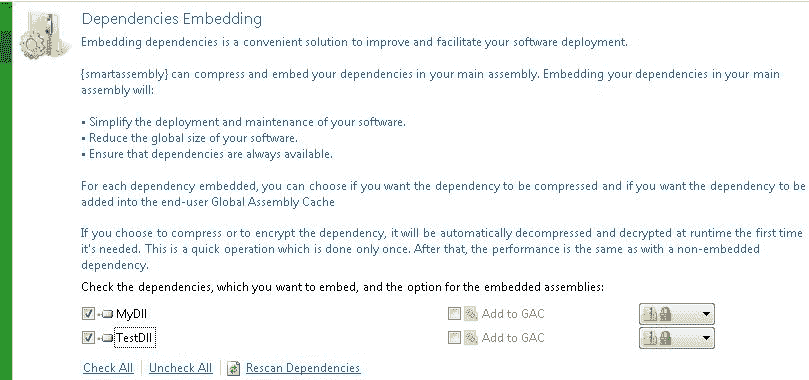 Dependencies Embedding
Embedding dependencies is a convenient solution to improve and facilitate your software deployment.
{smartassembly} can compress and embed your dependencies in your main assembly. Embedding your dependencies in your main
assembly will:
▪ Simplify the deployment and maintenance of your software.
▪ Reduce the global size of your software.
▪ Ensure that dependencies are always available.
For each dependency embedded, you can choose if you want the dependency to be compressed and if you want the dependency to be
added into the end-user Global Assembly Cache
If you choose to compress or to encrypt the dependency, it will be automatically decompressed and decrypted at runtime the first time
it's needed. This is a quick operation which is done only once. After that, the performance is the same as with a non-embedded
dependency.
Check the dependencies, which you want to embed, and the option for the embedded assemblies:
MyDll Add to GAC
TestDll Add to GAC
Check All Uncheck All Rescan Dependencies